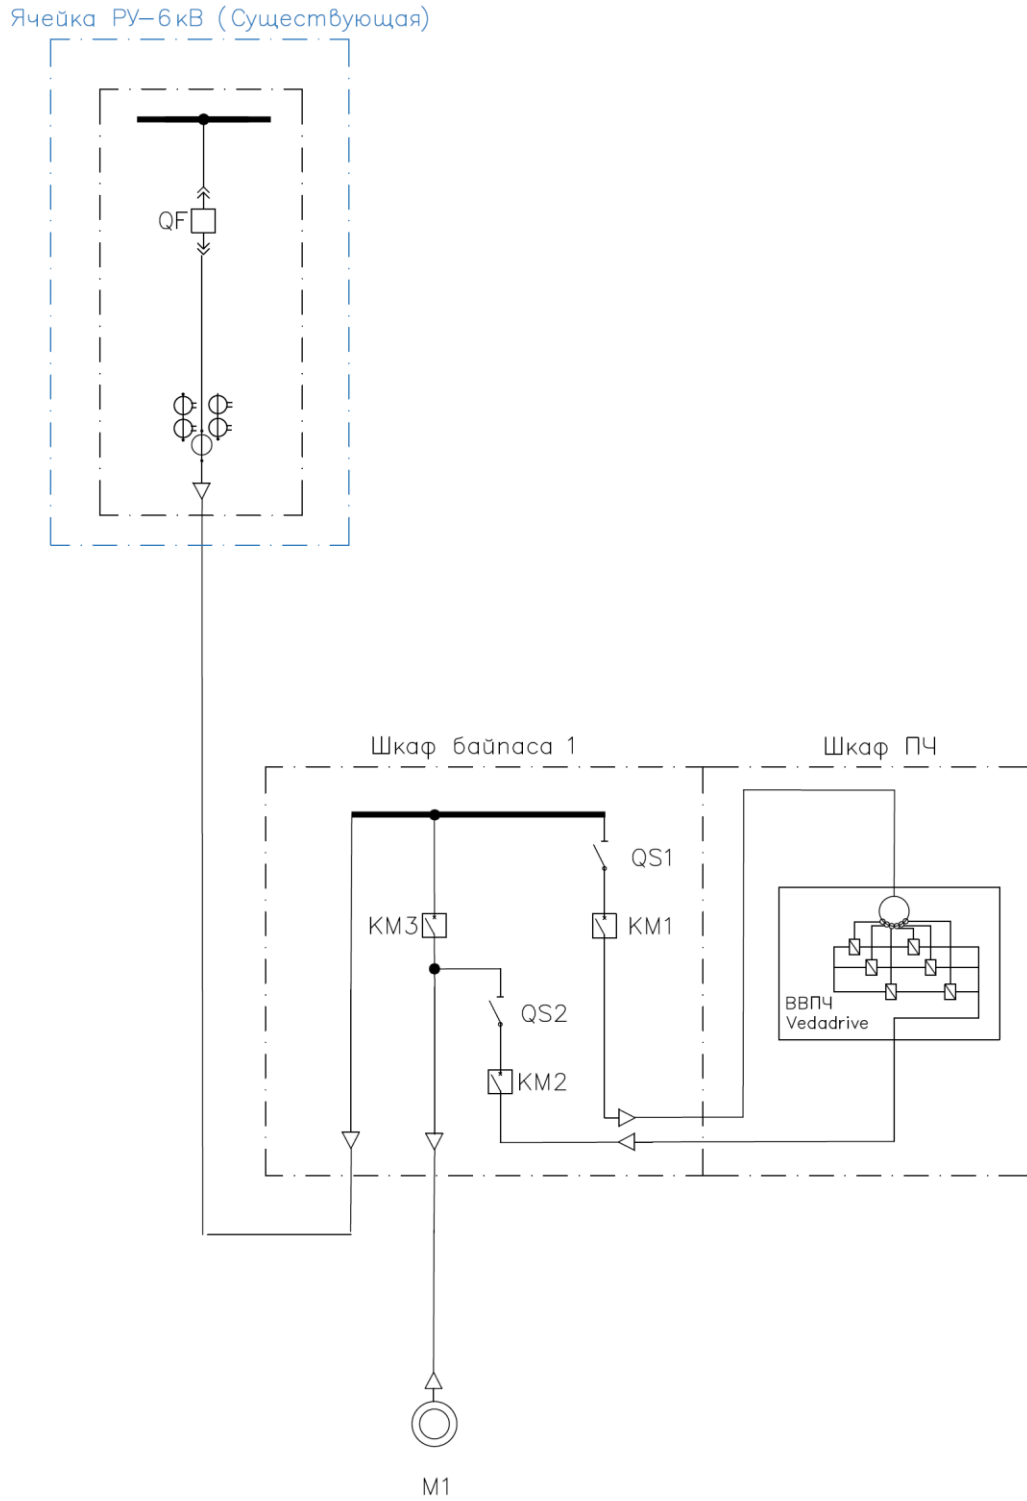 Ячейка РУ-6кВ (Существующая)
QF
Шкаф байпаса 1
Шкаф ПЧ
QS1
KM3
KM1
QS2
ВВПЧ
Vedadrive
KM2
M1